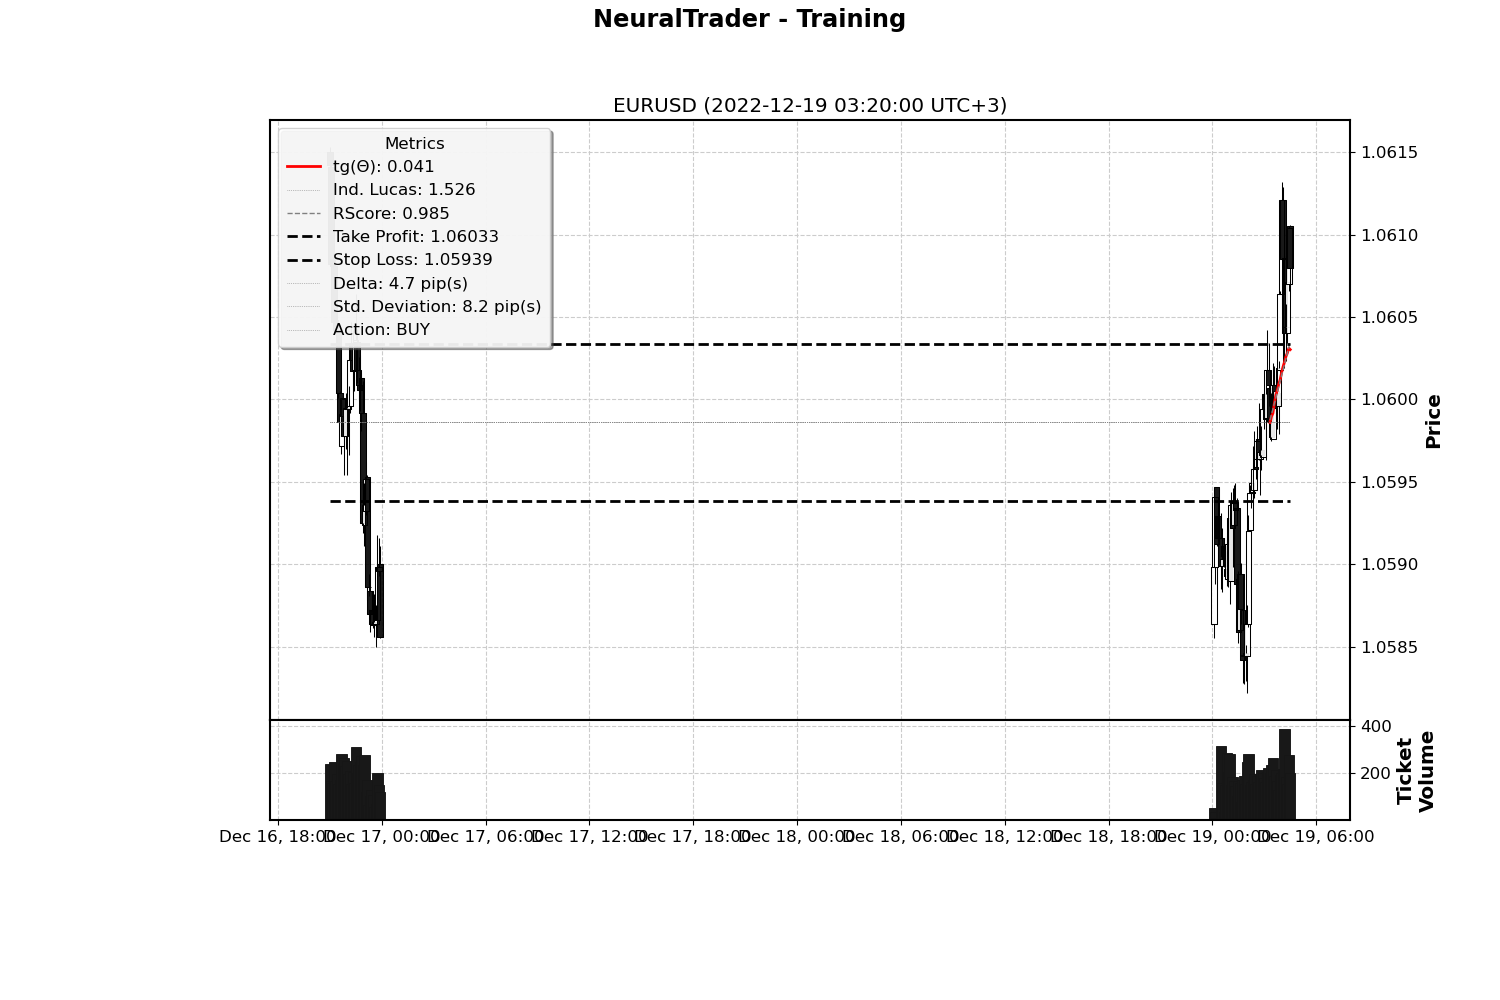 NeuralTrader - Training
EURUSD (2022-12-19 03:20:00 UTC+3)
Metrics
tg(Θ): 0.041
Ind. Lucas: 1.526
RScore: 0.985
Take Profit: 1.06033
Stop Loss: 1.05939
Delta: 4.7 pip(s)
Std. Deviation: 8.2 pip(s)
Action: BUY
1.0615
1.0610
1.0605
1.0600
1.0595
1.0590
1.0585
Price
400
200
Ticket
Volume
Dec 16, 18:00
Dec 17, 00:00
Dec 17, 06:00
Dec 17, 12:00
Dec 17, 18:00
Dec 18, 00:00
Dec 18, 06:00
Dec 18, 12:00
Dec 18, 18:00
Dec 19, 00:00
Dec 19, 06:00